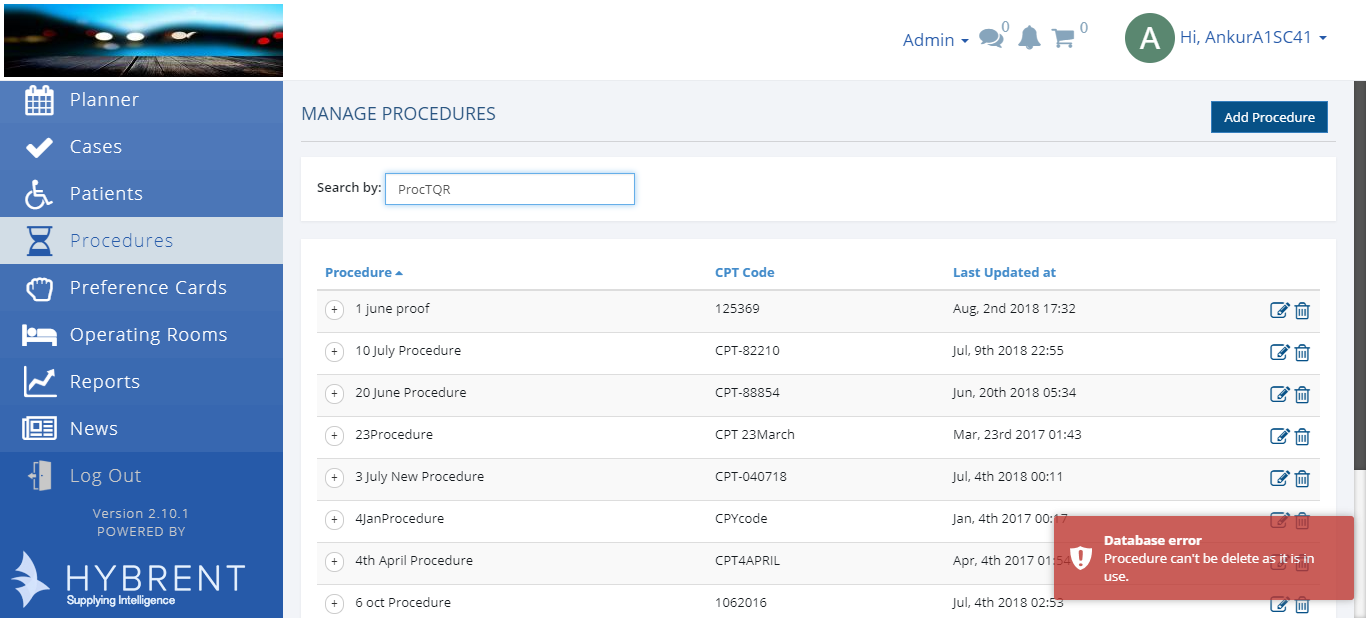 Admin
0
0
A
Hi, AnkurA1SC41
Planner
Cases
Patients
Procedures
Preference Cards
Operating Rooms
Reports
News
Log Out
Version 2.10.1
POWERED BY
HYBRENT
Supplying Intelligence
MANAGE PROCEDURES
Add Procedure
Search by: ProcTQR
Procedure CPT Code Last Updated at
+ 1 june proof 125369 Aug, 2nd 2018 17:32
+ 10 July Procedure CPT-82210 Jul, 9th 2018 22:55
+ 20 June Procedure CPT-88854 Jun, 20th 2018 05:34
+ 23Procedure CPT 23March Mar, 23rd 2017 01:43
+ 3 July New Procedure CPT-040718 Jul, 4th 2018 00:11
+ 4JanProcedure CPYcode Jan, 4th 2017 00:17
+ 4th April Procedure CPT4APRIL Apr, 4th 2017 01:54
+ 6 oct Procedure 1062016 Jul, 4th 2018 02:53
Database error
Procedure can't be delete as it is in
use.